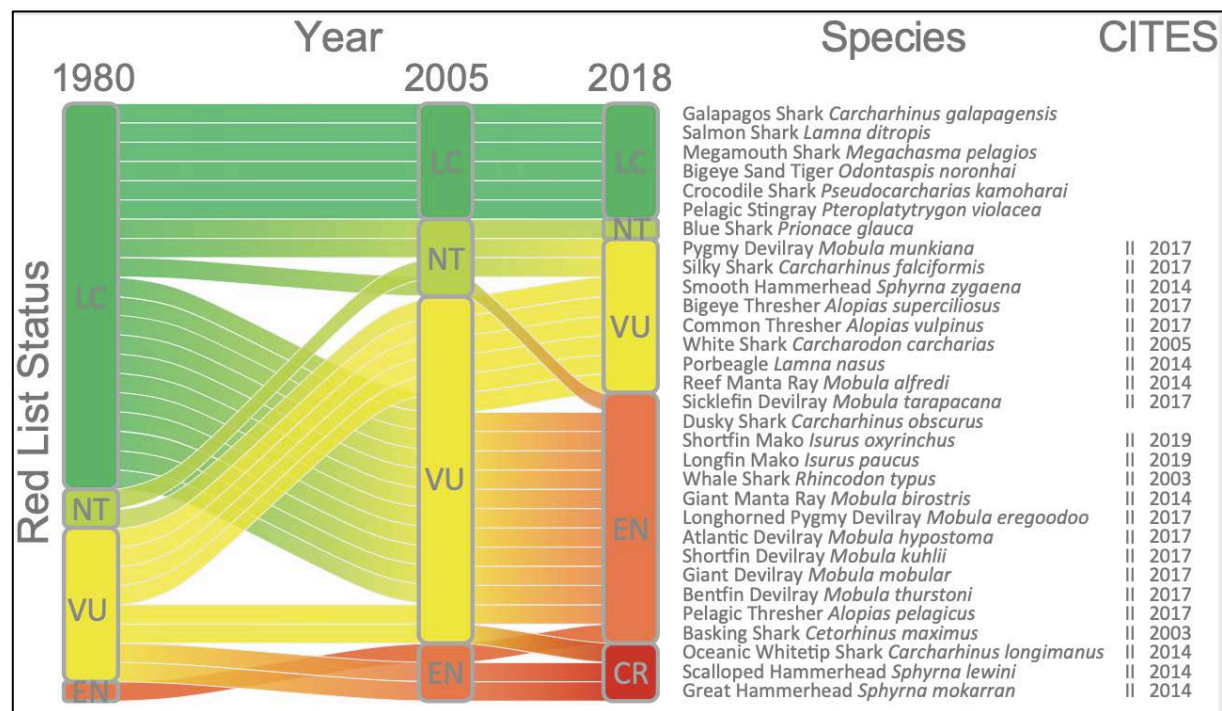 Year Species CITES
1980 2005 2018
Red List Status
LC LC LC
NT
NT
LC
VU
NT
VU
VU
EN
EN
EN
CR
Galapagos Shark Carcharhinus galapagensis
Salmon Shark Lamna ditropis
Megamouth Shark Megachasma pelagios
Bigeye Sand Tiger Odontaspis noronhai
Crocodile Shark Pseudocarcharias kamoharai
Pelagic Stingray Pteroplatytrygon violacea
Blue Shark Prionace glauca
Pygmy Devilray Mobula munkiana II 2017
Silky Shark Carcharhinus falciformis II 2017
Smooth Hammerhead Sphyrna zygaena II 2014
Bigeye Thresher Alopias superciliosus II 2017
Common Thresher Alopias vulpinus II 2017
White Shark Carcharodon carcharias II 2005
Porbeagle Lamna nasus II 2014
Reef Manta Ray Mobula alfredi II 2014
Sicklefin Devilray Mobula tarapacana II 2017
Dusky Shark Carcharhinus obscurus
Shortfin Mako Isurus oxyrinchus II 2019
Longfin Mako Isurus paucus II 2019
Whale Shark Rhincodon typus II 2003
Giant Manta Ray Mobula birostris II 2014
Longhorned Pygmy Devilray Mobula eregoodoo II 2017
Atlantic Devilray Mobula hypostoma II 2017
Shortfin Devilray Mobula kuhlii II 2017
Giant Devilray Mobula mobular II 2017
Bentfin Devilray Mobula thurstoni II 2017
Pelagic Thresher Alopias pelagicus II 2017
Basking Shark Cetorhinus maximus II 2003
Oceanic Whitetip Shark Carcharhinus longimanus II 2014
Scalloped Hammerhead Sphyrna lewini II 2014
Great Hammerhead Sphyrna mokarran II 2014